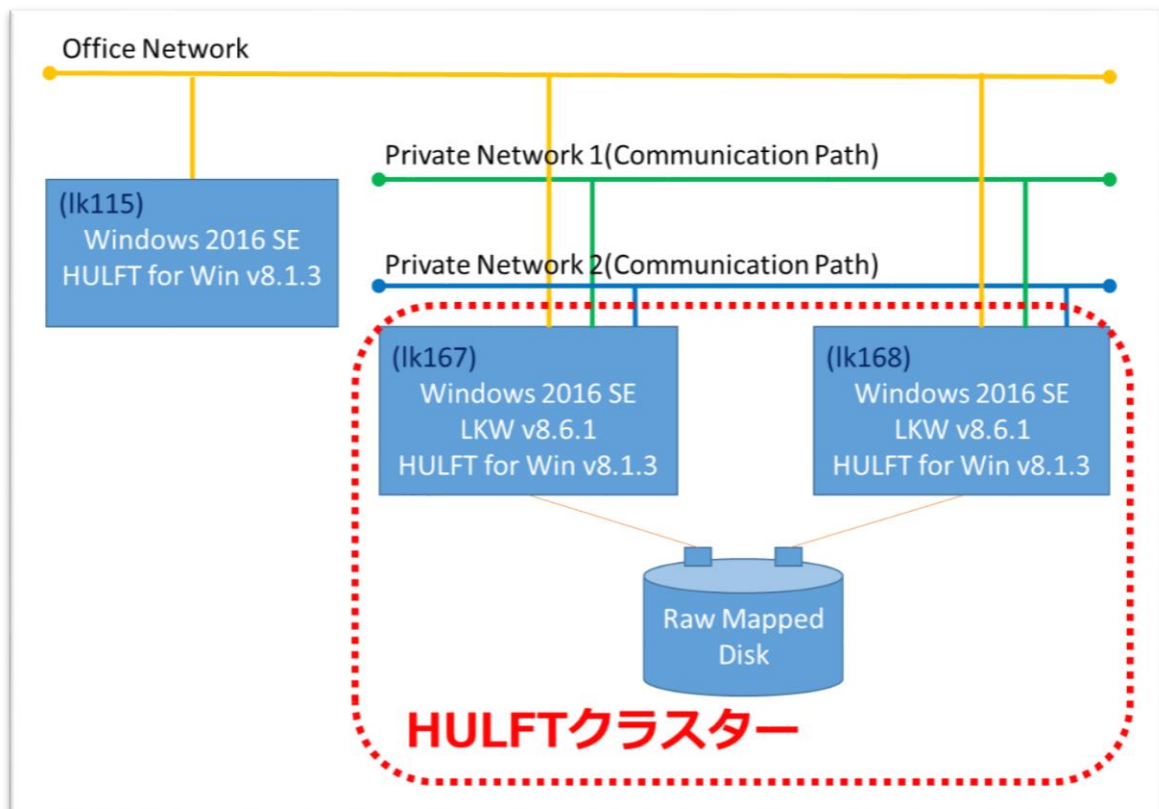 Office Network
Private Network 1(Communication Path)
(lk115)
Windows 2016 SE
HULFT for Win v8.1.3
Private Network 2(Communication Path)
(lk167)
Windows 2016 SE
LKW v8.6.1
HULFT for Win v8.1.3
(lk168)
Windows 2016 SE
LKW v8.6.1
HULFT for Win v8.1.3
Raw Mapped
Disk
HULFTクラスター